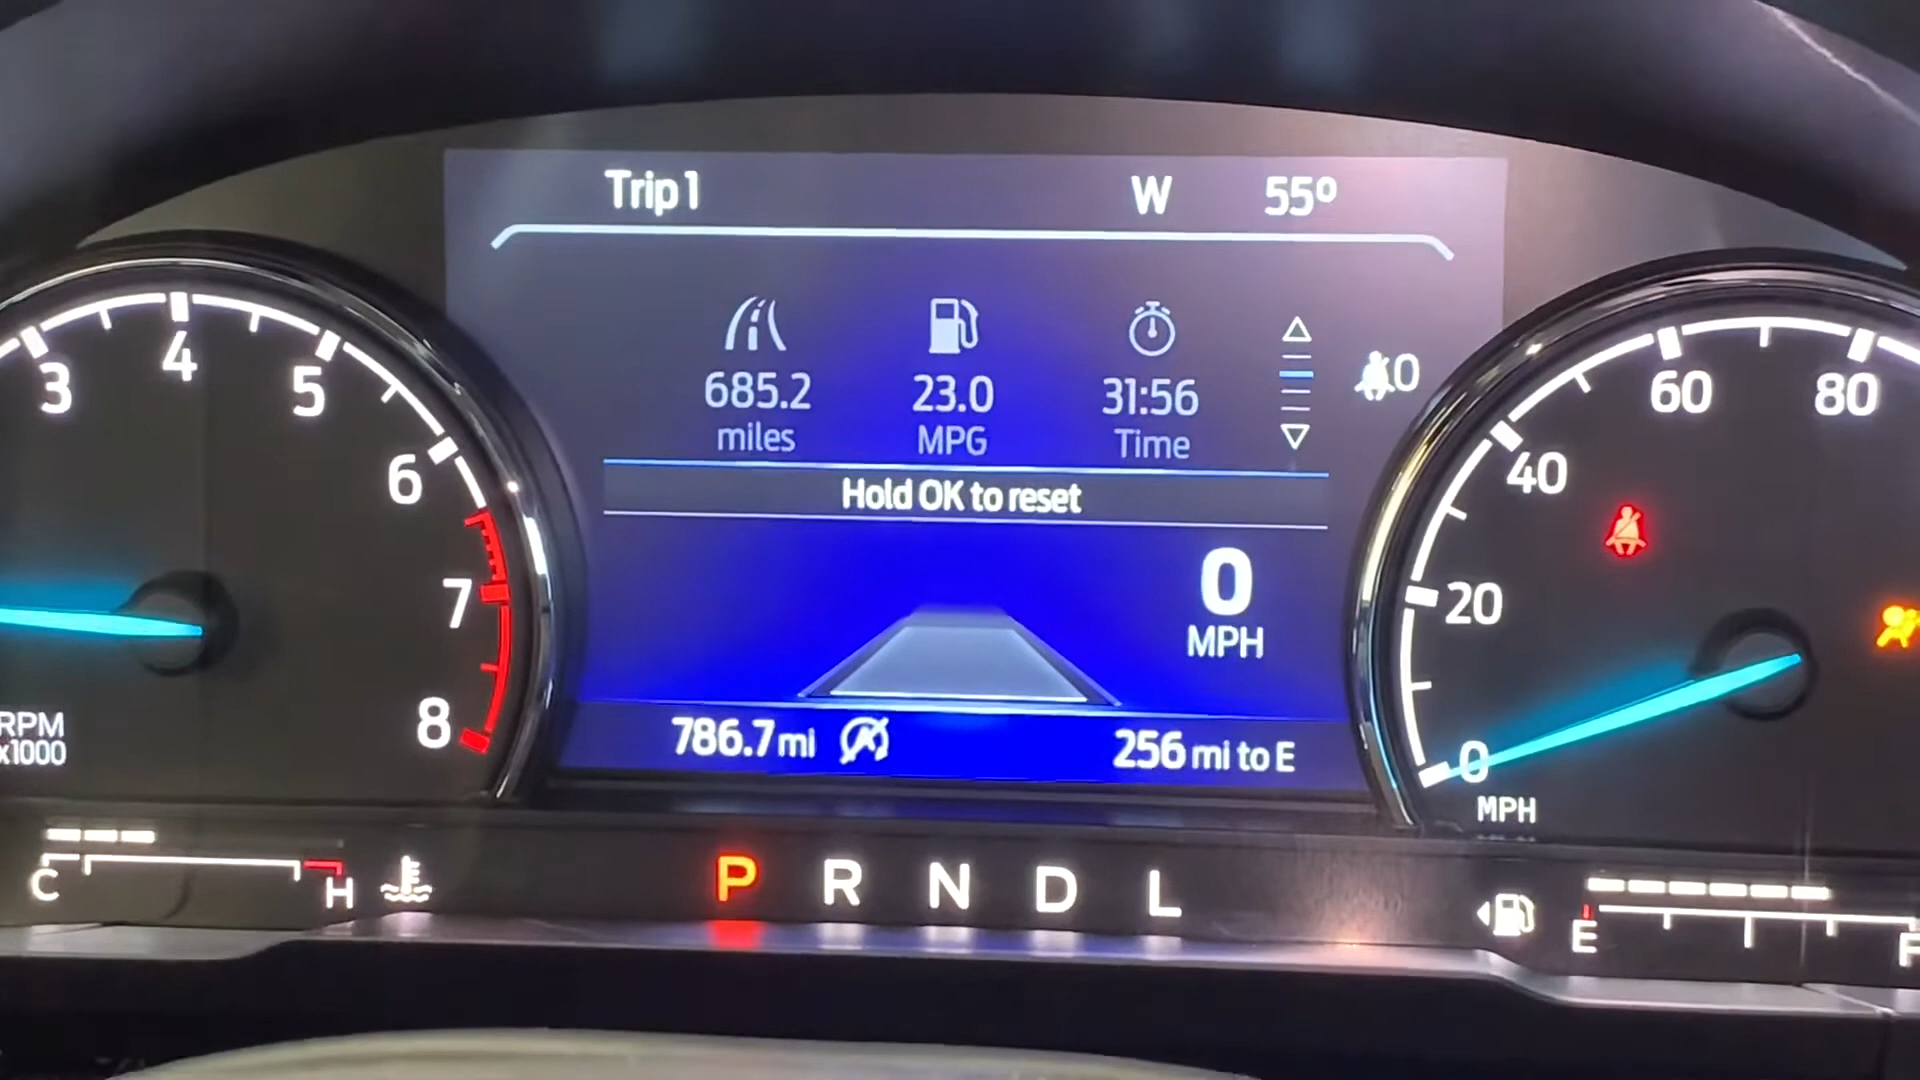 Trip 1 W 55º
685.2 23.0 31:56
miles MPG Time
0
Hold OK to reset
0
MPH
786.7 mi 256 mi to E
3 4 5 6 7 8
RPM
x1000
0 20 40 60 80
MPH
C H
P R N D L
E F